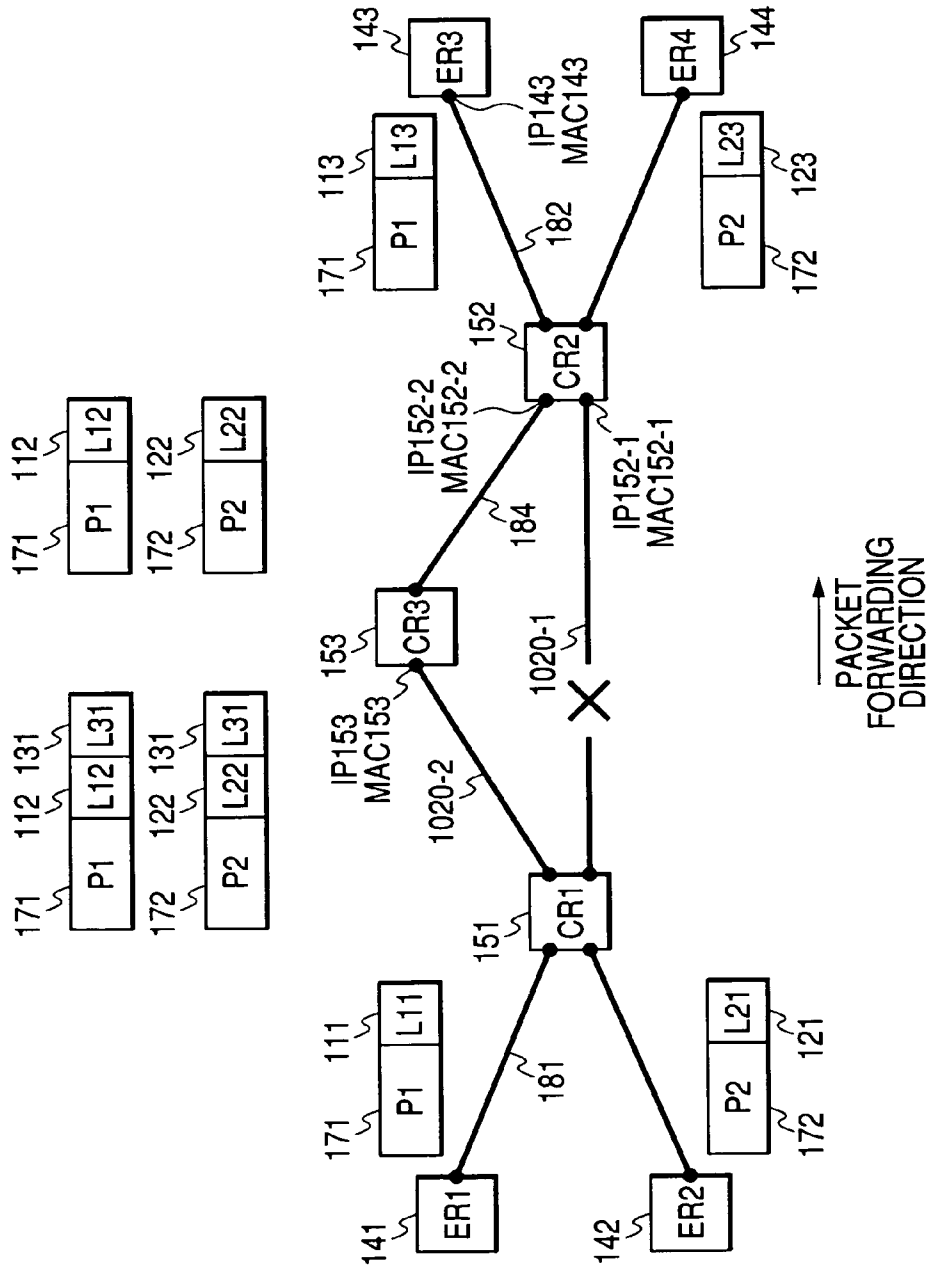 171 112 131
P1 L12 L31
172 122 131
P2 L22 L31
171 112
P1 L12
172 122
P2 L22
171 111
P1 L11
141
ER1
181
142
ER2
P2 L21
172 121
151
CR1
1020-2
IP153
MAC153
153
CR3
184
1020-1
IP152-2
MAC152-2
152
CR2
IP152-1
MAC152-1
182
171 113
P1 L13
143
ER3
IP143
MAC143
ER4
144
P2 L23
172 123
PACKET
FORWARDING
DIRECTION